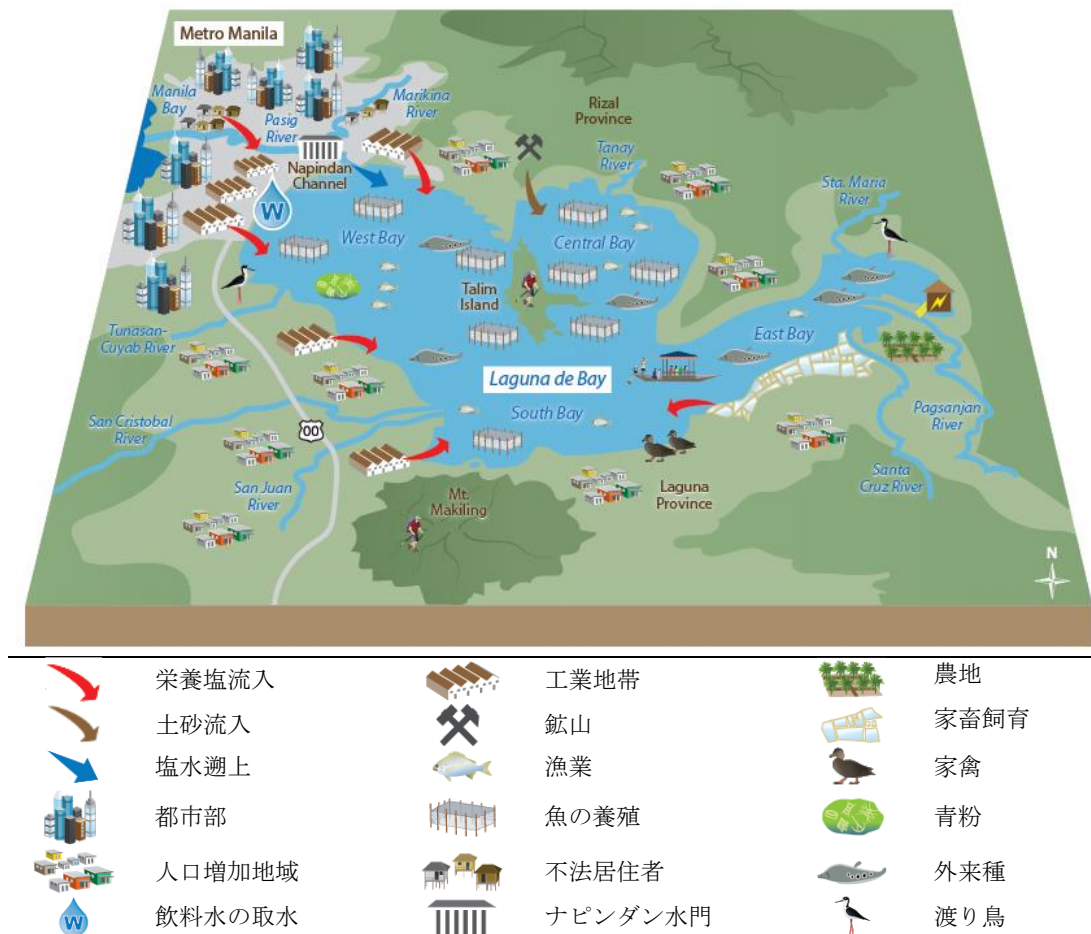 Metro Manila
Manila
Bay
Pasig
River
Marikina
River
Napindan
Channel
Rizal
Province
Tanay
River
Sta. Maria
River
W
West Bay
Central Bay
Talim
Island
East Bay
Tunasan-
Cuyab River
Laguna de Bay
South Bay
San Cristobal
River
00
Pagsanjan
River
San Juan
River
Mt.
Makiling
Laguna
Province
Santa
Cruz River
N
栄養塩流入
工業地帯
農地
土砂流入
鉱山
家畜飼育
塩水遡上
漁業
家禽
都市部
魚の養殖
青粉
人口増加地域
不法居住者
外来種
W
飲料水の取水
ナピンダン水門
渡り鳥